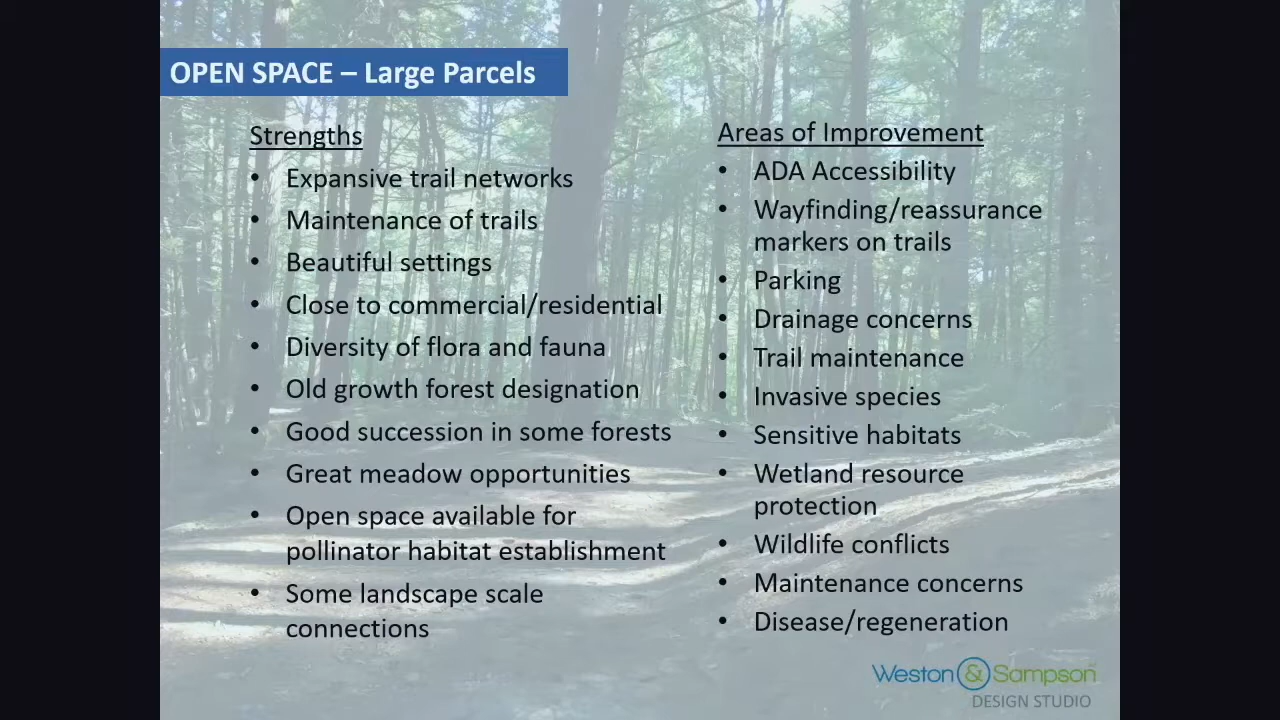 OPEN SPACE – Large Parcels
Strengths
• Expansive trail networks
• Maintenance of trails
• Beautiful settings
• Close to commercial/residential
• Diversity of flora and fauna
• Old growth forest designation
• Good succession in some forests
• Great meadow opportunities
• Open space available for
pollinator habitat establishment
• Some landscape scale
connections
Areas of Improvement
• ADA Accessibility
• Wayfinding/reassurance
markers on trails
• Parking
• Drainage concerns
• Trail maintenance
• Invasive species
• Sensitive habitats
• Wetland resource
protection
• Wildlife conflicts
• Maintenance concerns
• Disease/regeneration
Weston & Sampson
DESIGN STUDIO